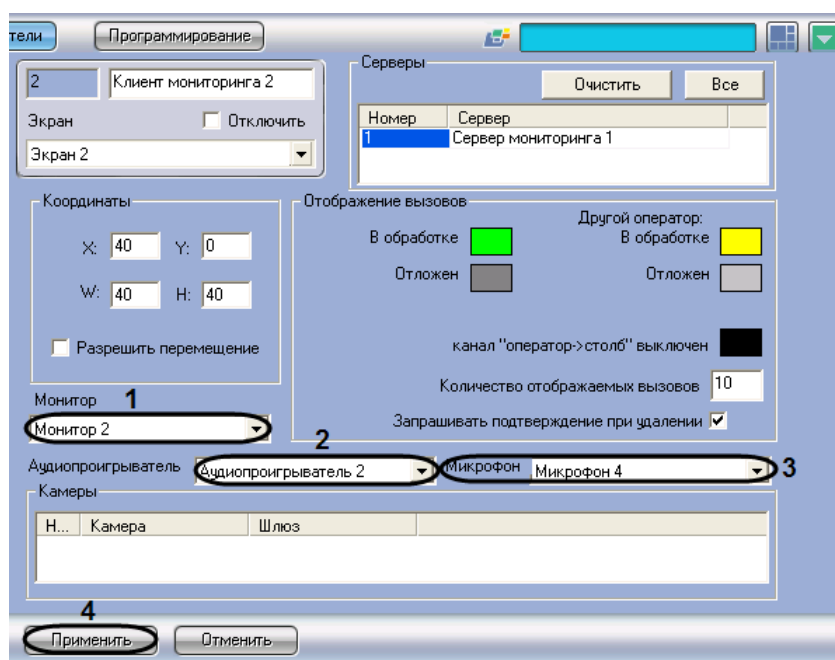 тели Программирование
2 Клиент мониторинга 2
Экран Отключить
Экран 2
Серверы
Очистить Все
Номер Сервер
1 Сервер мониторинга 1
Координаты
X: 40 Y: 0
W: 40 H: 40
Разрешить перемещение
Отображение вызовов
Другой оператор:
В обработке В обработке
Отложен Отложен
канал "оператор->столб" выключен
Количество отображаемых вызовов 10
Запрашивать подтверждение при удалении
Монитор 1
Монитор 2
2
Аудиопроигрыватель Аудиопроигрыватель 2 Микрофон Микрофон 4 3
Камеры
Н... Камера Шлюз
4
Применить Отменить